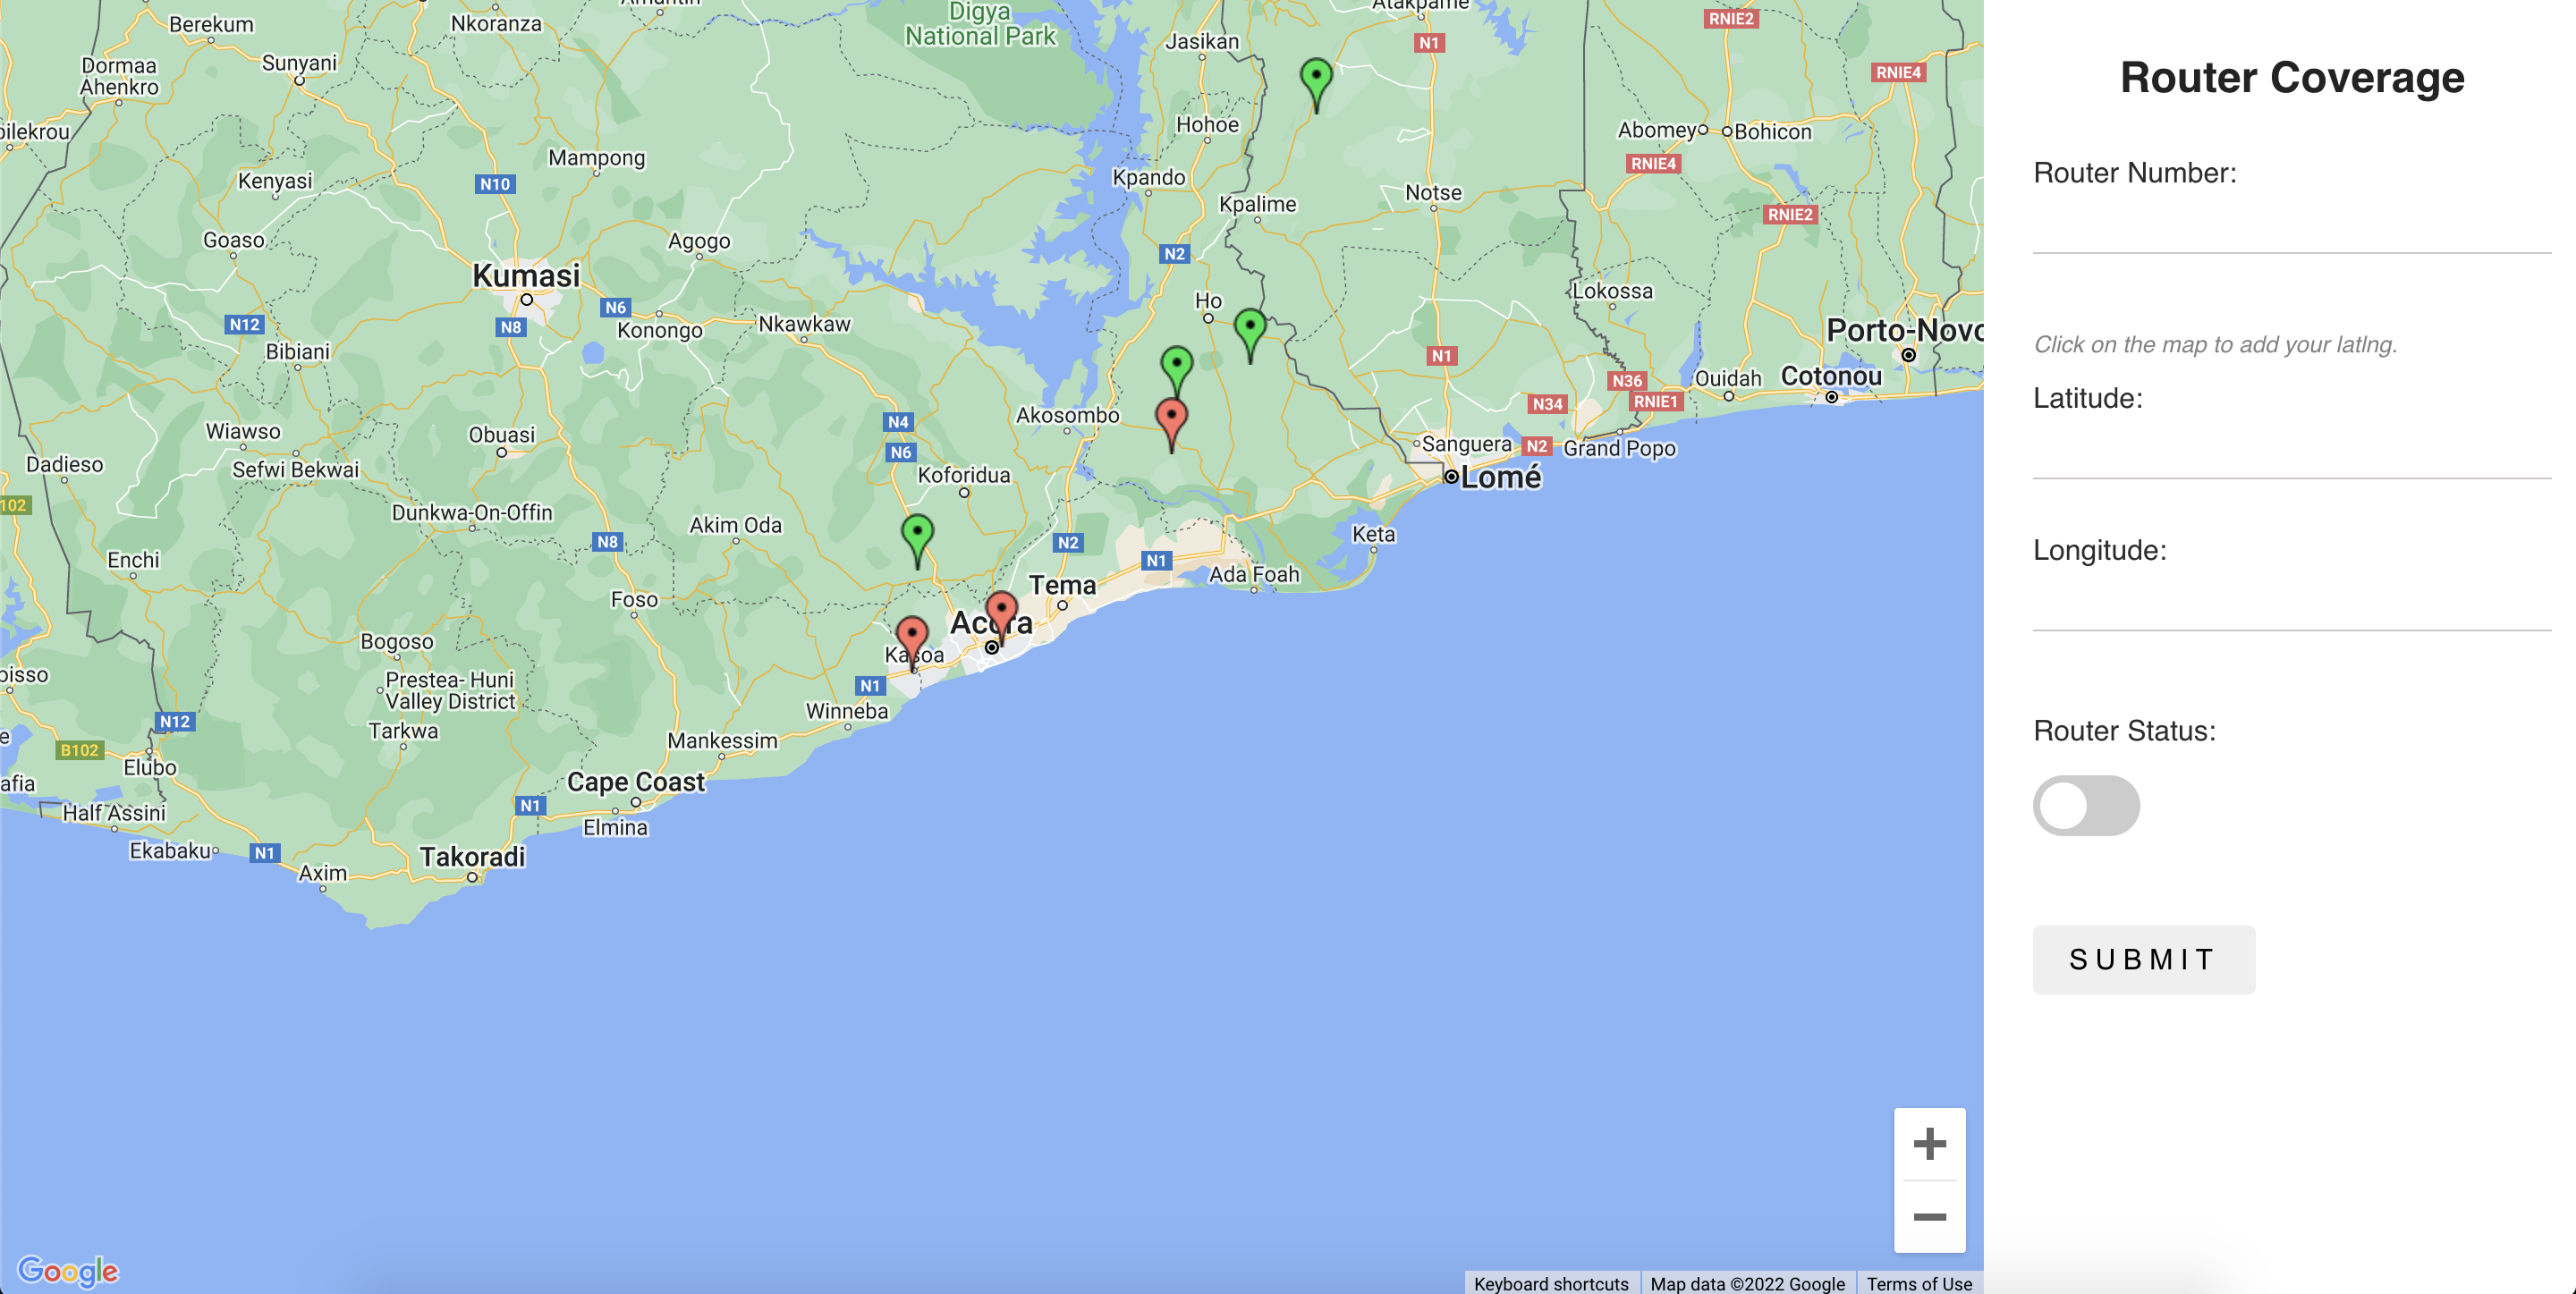 Berekum
Nkoranza
Digya
National Park
Jasikan
N1
RNIE2
Dormaa
Ahenkro
Sunyani
RNIE4
Hohoe
Abomey
Bohicon
Mampong
RNIE4
Kenyasi
N10
Kpando
Kpalime
Notse
RNIE2
Goaso
Agogo
N2
Kumasi
Ho
Lokossa
N12
N8
N6
Konongo
Nkawkaw
Porto-Novo
Bibiani
N1
N36
Ouidah
Cotonou
Akosombo
N34
RNIE1
N4
Wiawso
Obuasi
N6
Sanguera
N2
Grand Popo
Dadieso
Sefwi Bekwai
Koforidua
Lomé
102
Dunkwa-On-Offin
Akim Oda
N8
N2
N1
Keta
Enchi
Tema
Ada Foah
Foso
Accra
Bogoso
Kasoa
Prestea- Huni
Valley District
N1
Winneba
N12
Tarkwa
B102
Mankessim
Elubo
Cape Coast
N1
Half Assini
Elmina
Ekabaku
N1
Takoradi
Axim
Google
Keyboard shortcuts
Map data ©2022 Google
Terms of Use
Router Coverage
Router Number:
Click on the map to add your latlng.
Latitude:
Longitude:
Router Status:
SUBMIT